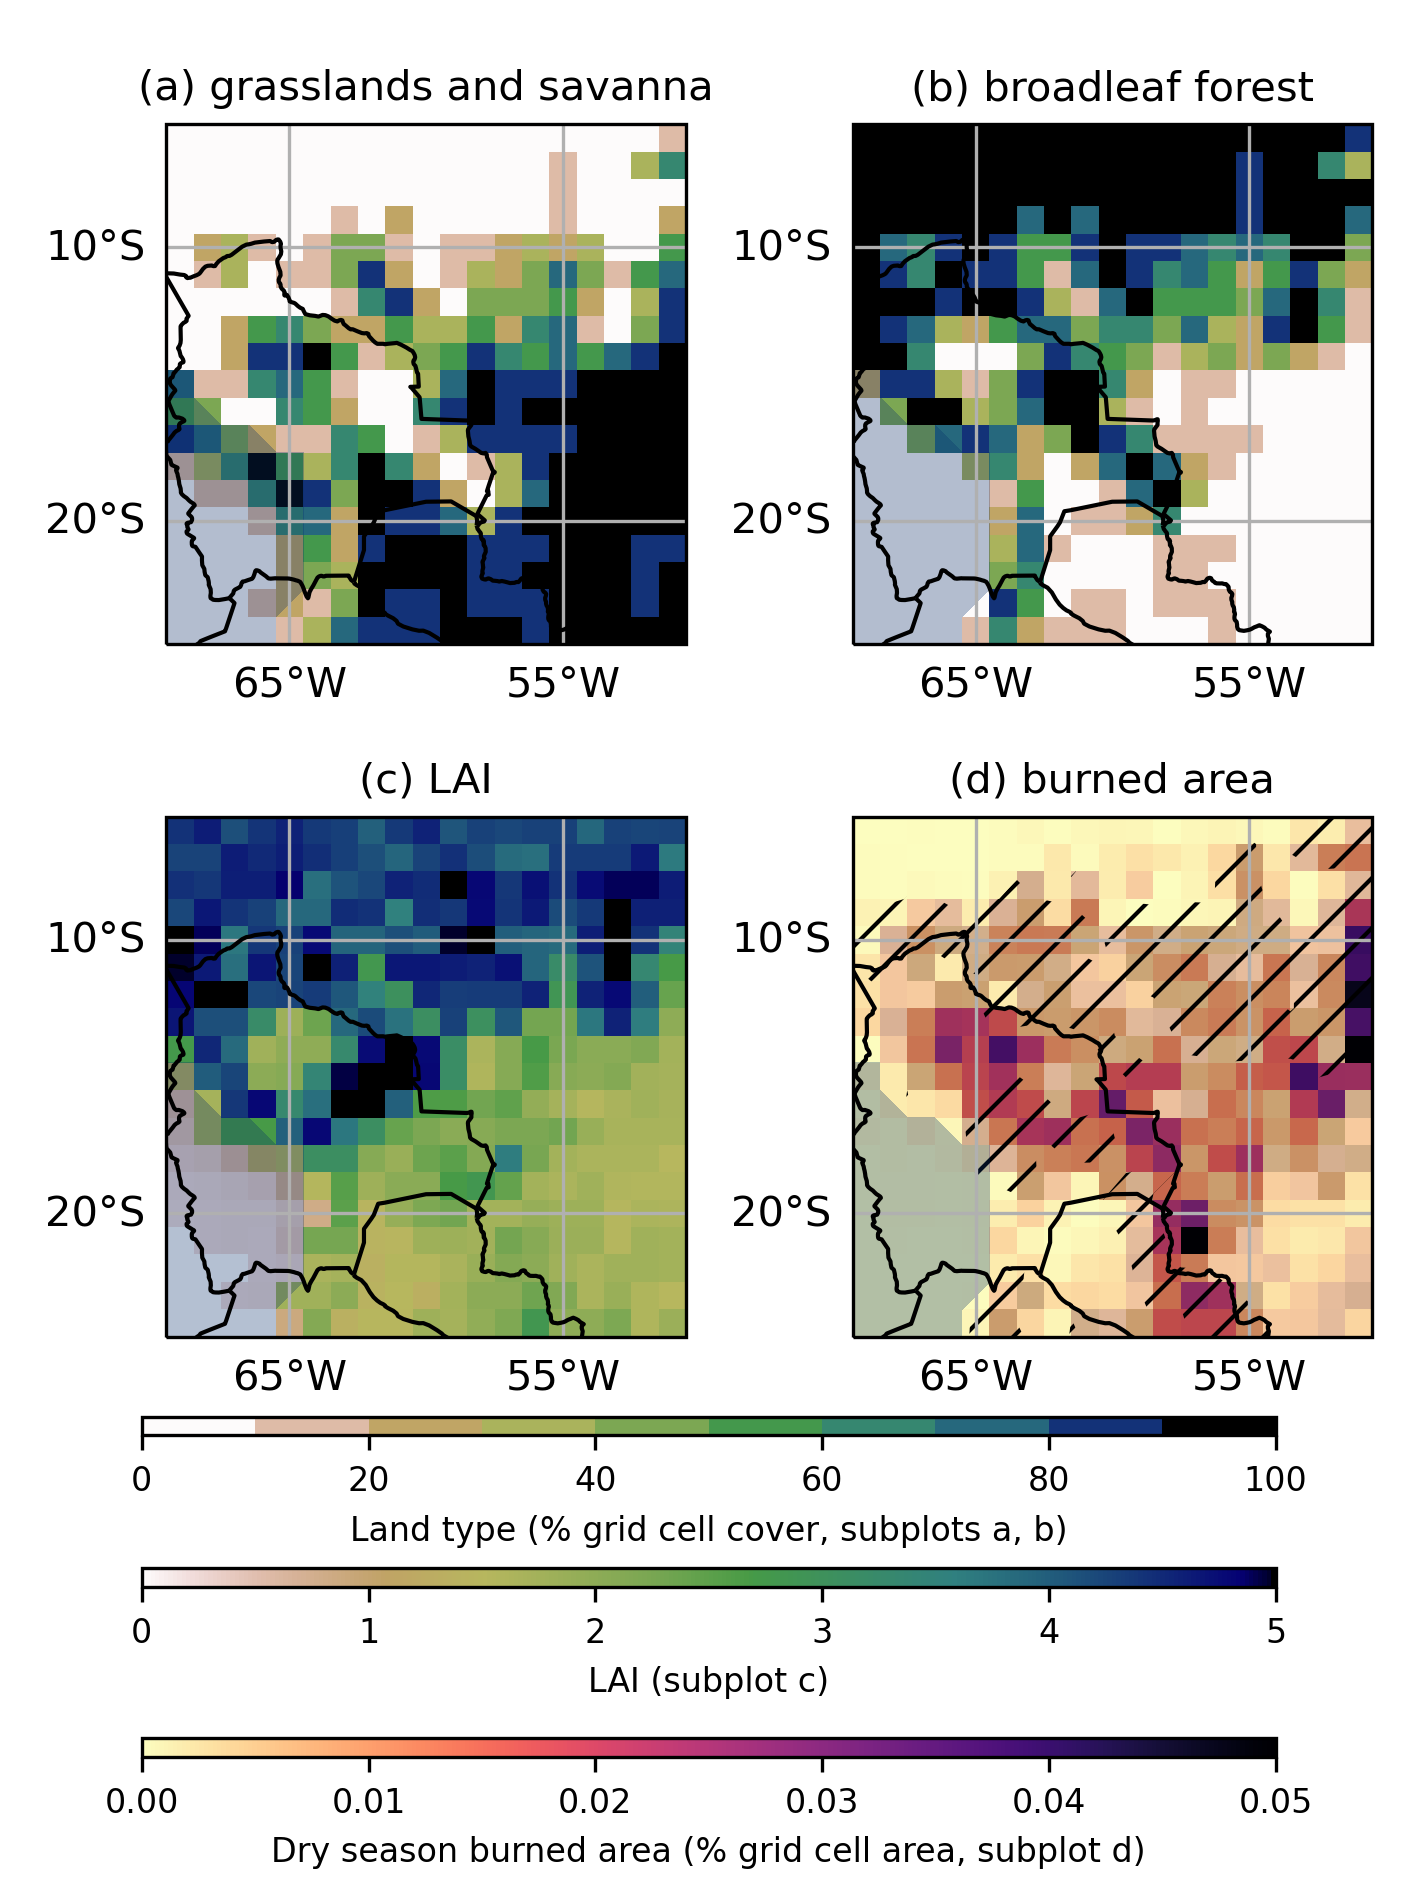 (a) grasslands and savanna
(b) broadleaf forest
10°S
10°S
20°S
20°S
65°W
55°W
65°W
55°W
(c) LAI
(d) burned area
10°S
10°S
20°S
20°S
65°W
55°W
65°W
55°W
0
20
40
60
80
100
Land type (% grid cell cover, subplots a, b)
0
1
2
3
4
5
LAI (subplot c)
0.00
0.01
0.02
0.03
0.04
0.05
Dry season burned area (% grid cell area, subplot d)